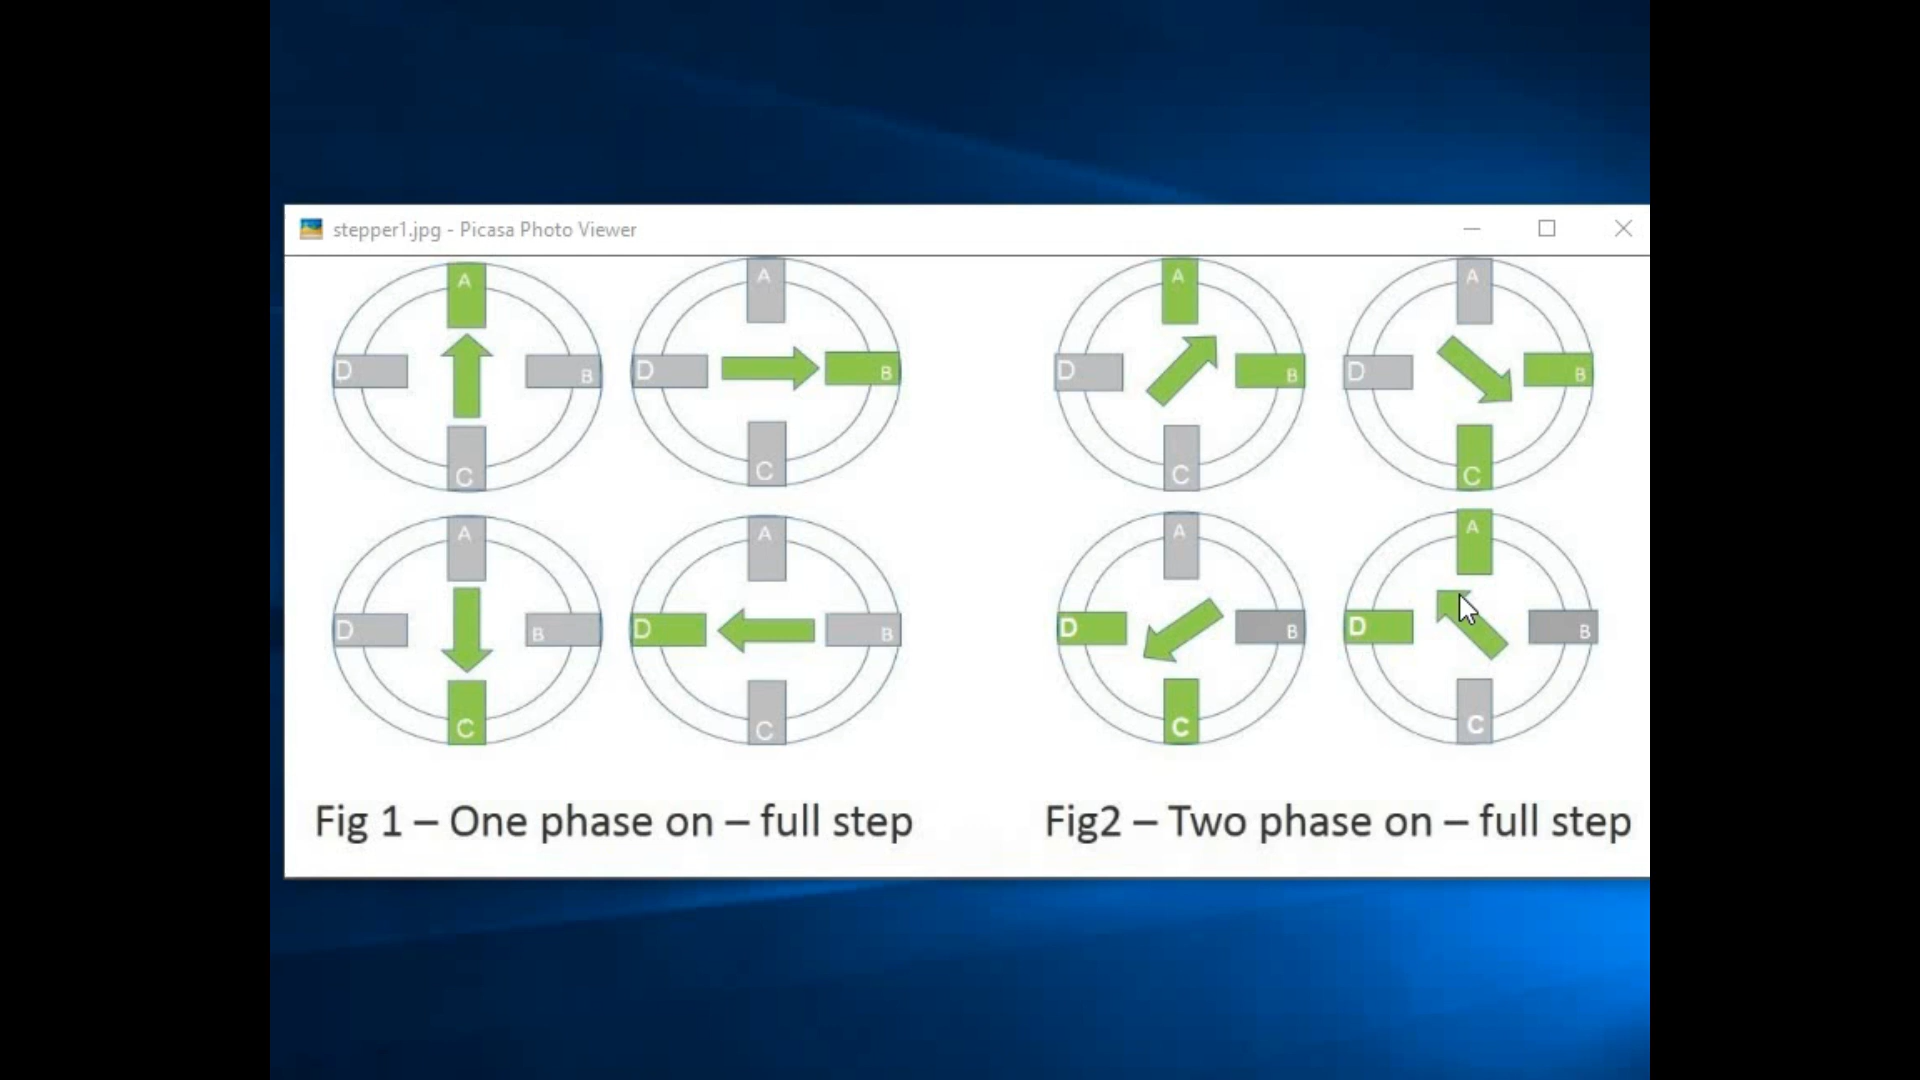 stepper1.jpg - Picasa Photo Viewer
A
D
B
C
A
D
B
C
A
D
B
C
A
D
B
C
A
D
B
C
A
D
B
C
A
D
B
C
A
D
B
C
Fig 1 – One phase on – full step
Fig2 – Two phase on – full step